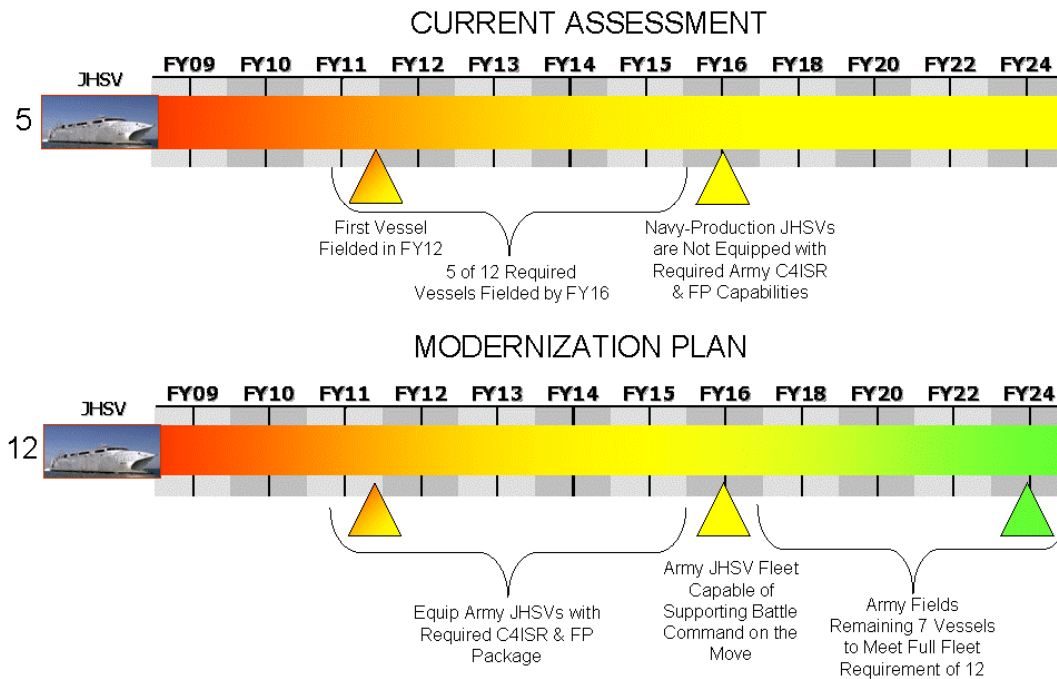 CURRENT ASSESSMENT
JHSV
FY09 FY10 FY11 FY12 FY13 FY14 FY15 FY16 FY18 FY20 FY22 FY24
5
First Vessel
Fielded in FY12
5 of 12 Required
Vessels Fielded by FY16
Navy-Production JHSVs
are Not Equipped with
Required Army C4ISR
& FP Capabilities
MODERNIZATION PLAN
JHSV
FY09 FY10 FY11 FY12 FY13 FY14 FY15 FY16 FY18 FY20 FY22 FY24
12
Equip Army JHSVs with
Required C4ISR & FP
Package
Army JHSV Fleet
Capable of
Supporting Battle
Command on the
Move
Army Fields
Remaining 7 Vessels
to Meet Full Fleet
Requirement of 12